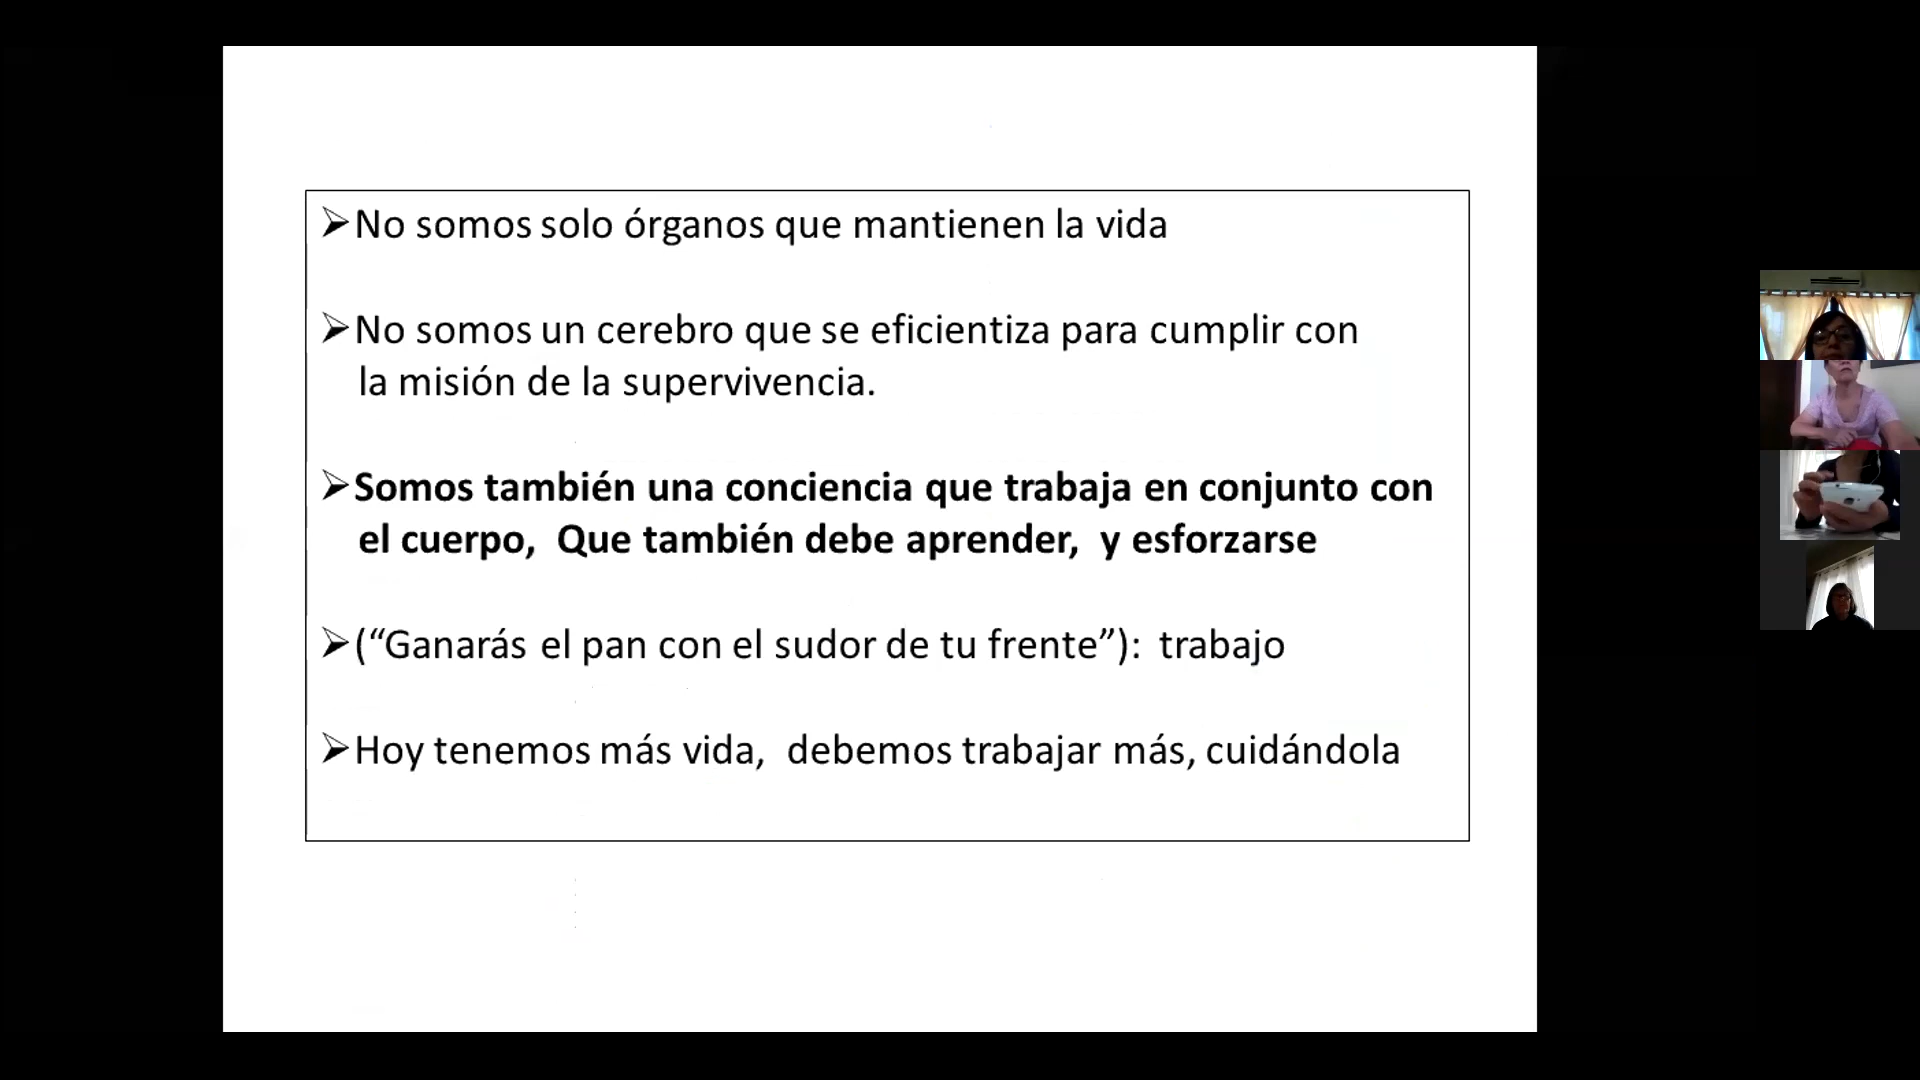 ➢No somos solo órganos que mantienen la vida
➢No somos un cerebro que se eficientiza para cumplir con
la misión de la supervivencia.
➢Somos también una conciencia que trabaja en conjunto con
el cuerpo,  Que también debe aprender,  y esforzarse
➢(“Ganarás el pan con el sudor de tu frente”):  trabajo
➢Hoy tenemos más vida,  debemos trabajar más, cuidándola